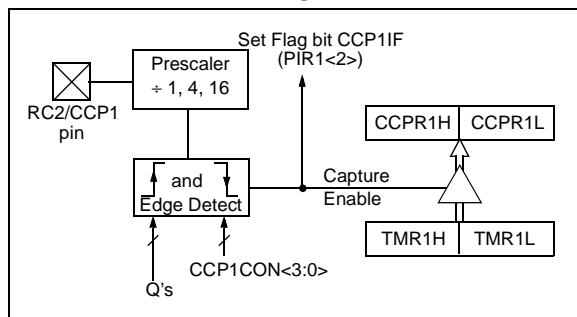 Set Flag bit CCP1IF
(PIR1<2>)
Prescaler
÷ 1, 4, 16
RC2/CCP1
pin
CCPR1H CCPR1L
and
Edge Detect
Capture
Enable
TMR1H TMR1L
CCP1CON<3:0>
Q's